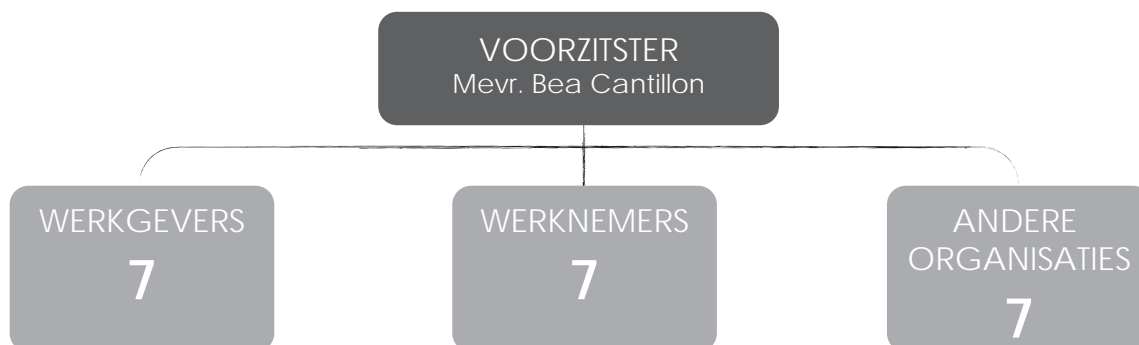 VOORZITSTER
Mevr. Bea Cantillon
WERKGEVERS
7
WERKNEMERS
7
ANDERE
ORGANISATIES
7